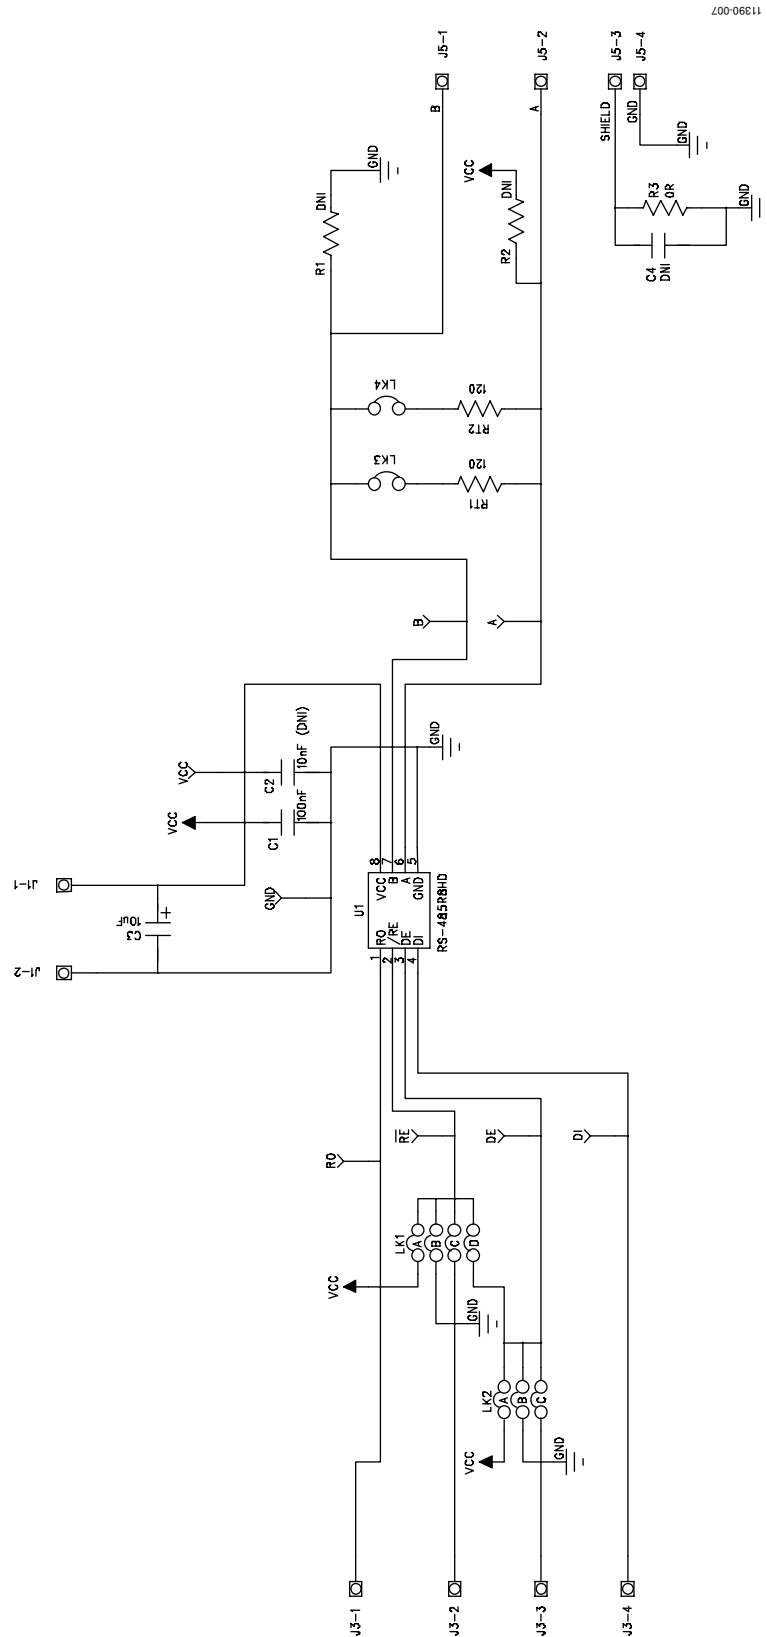 11390-007
J5-1
J5-2
J5-3
J5-4
B
A
SHIELD
GND
GND
GND
DNI
R1
VCC
DNI
R2
R3
0R
GND
C4
DNI
LK4
120
RT2
LK3
120
RT1
B
A
VCC
C2
10nF (DNI)
GND
VCC
C1
100nF
J1-1
GND
C3
10uF
+
J1-2
U1
8
7
6
5
VCC
B
A
GND
RO
/RE
DE
DI
1
2
3
4
RS-485R8HD
RO
RE
DE
DI
LK1
A
B
C
D
VCC
GND
LK2
A
B
C
VCC
GND
J3-1
J3-2
J3-3
J3-4